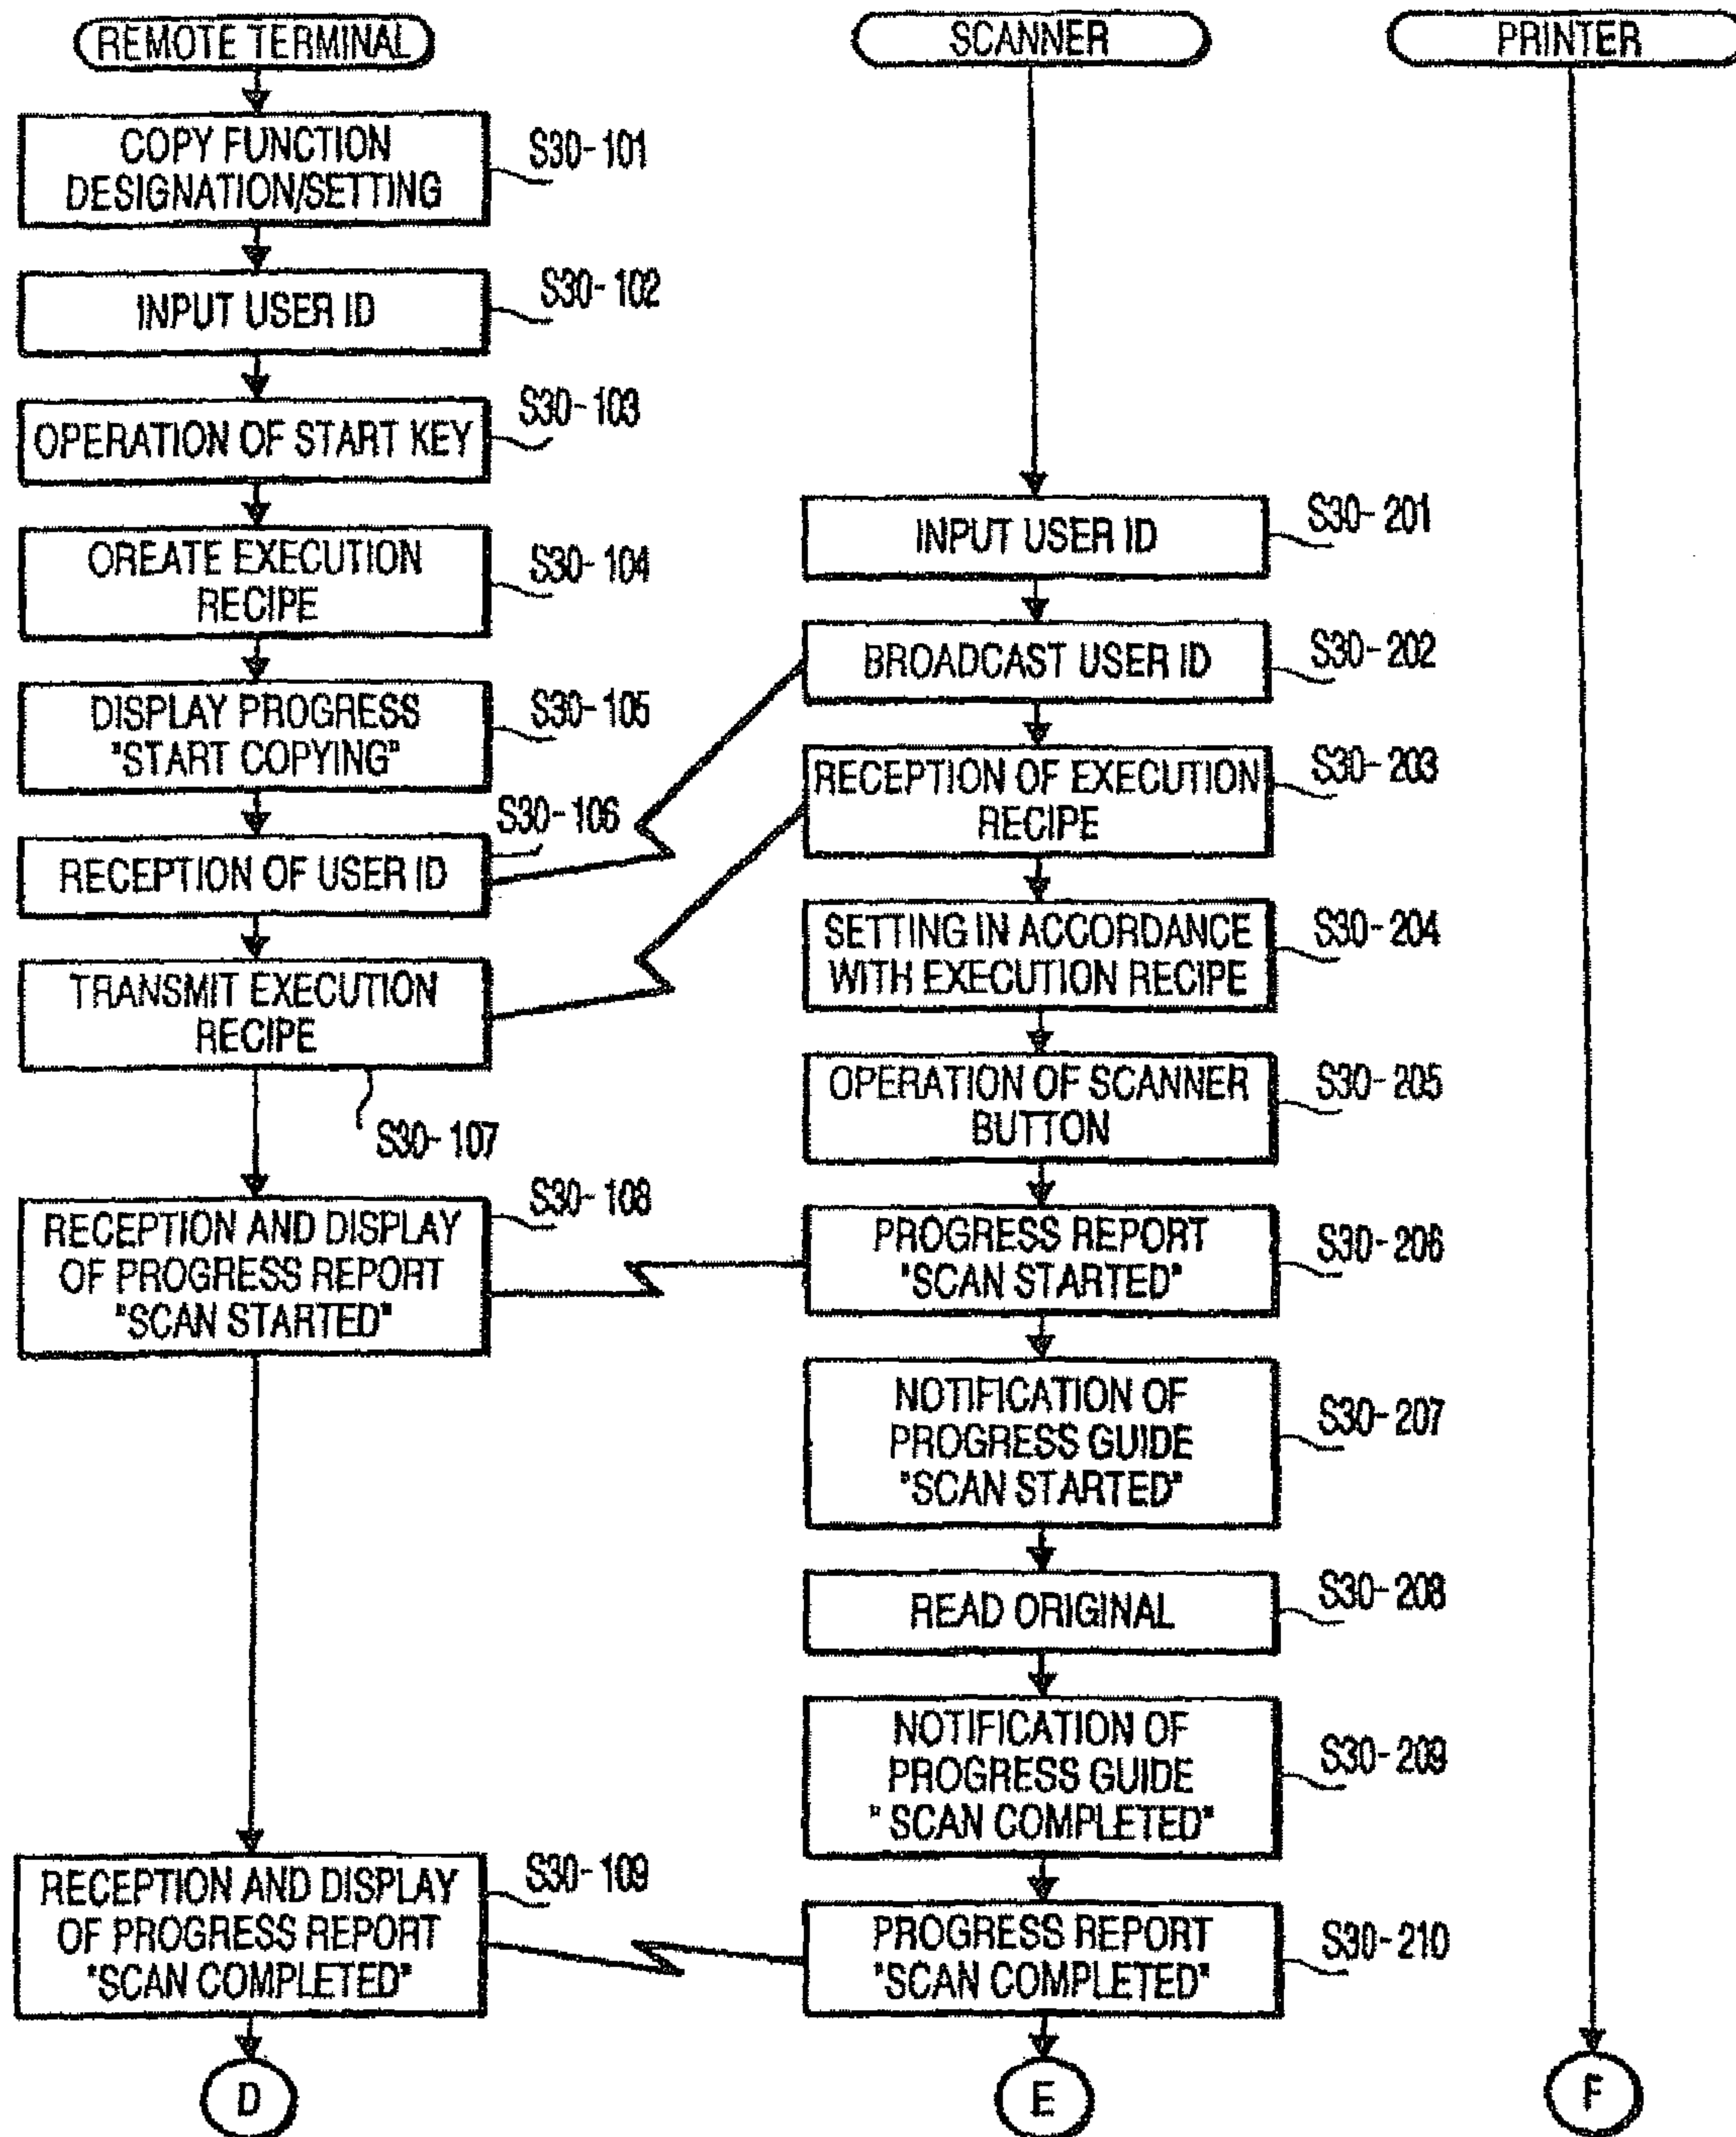 REMOTE TERMINAL
COPY FUNCTION
DESIGNATION/SETTING
S30-101
INPUT USER ID
S30-102
OPERATION OF START KEY
S30-103
OREATE EXECUTION
RECIPE
S30-104
DISPLAY PROGRESS
"START COPYING"
S30-105
RECEPTION OF USER ID
S30-106
TRANSMIT EXECUTION
RECIPE
S30-107
RECEPTION AND DISPLAY
OF PROGRESS REPORT
"SCAN STARTED"
S30-108
RECEPTION AND DISPLAY
OF PROGRESS REPORT
"SCAN COMPLETED"
S30-109
D
SCANNER
INPUT USER ID
S30-201
BROADCAST USER ID
S30-202
RECEPTION OF EXECUTION
RECIPE
S30-203
SETTING IN ACCORDANCE
WITH EXECUTION RECIPE
S30-204
OPERATION OF SCANNER
BUTTON
S30-205
PROGRESS REPORT
"SCAN STARTED"
S30-206
NOTIFICATION OF
PROGRESS GUIDE
"SCAN STARTED"
S30-207
READ ORIGINAL
S30-208
NOTIFICATION OF
PROGRESS GUIDE
" SCAN COMPLETED"
S30-209
PROGRESS REPORT
"SCAN COMPLETED"
S30-210
E
PRINTER
F